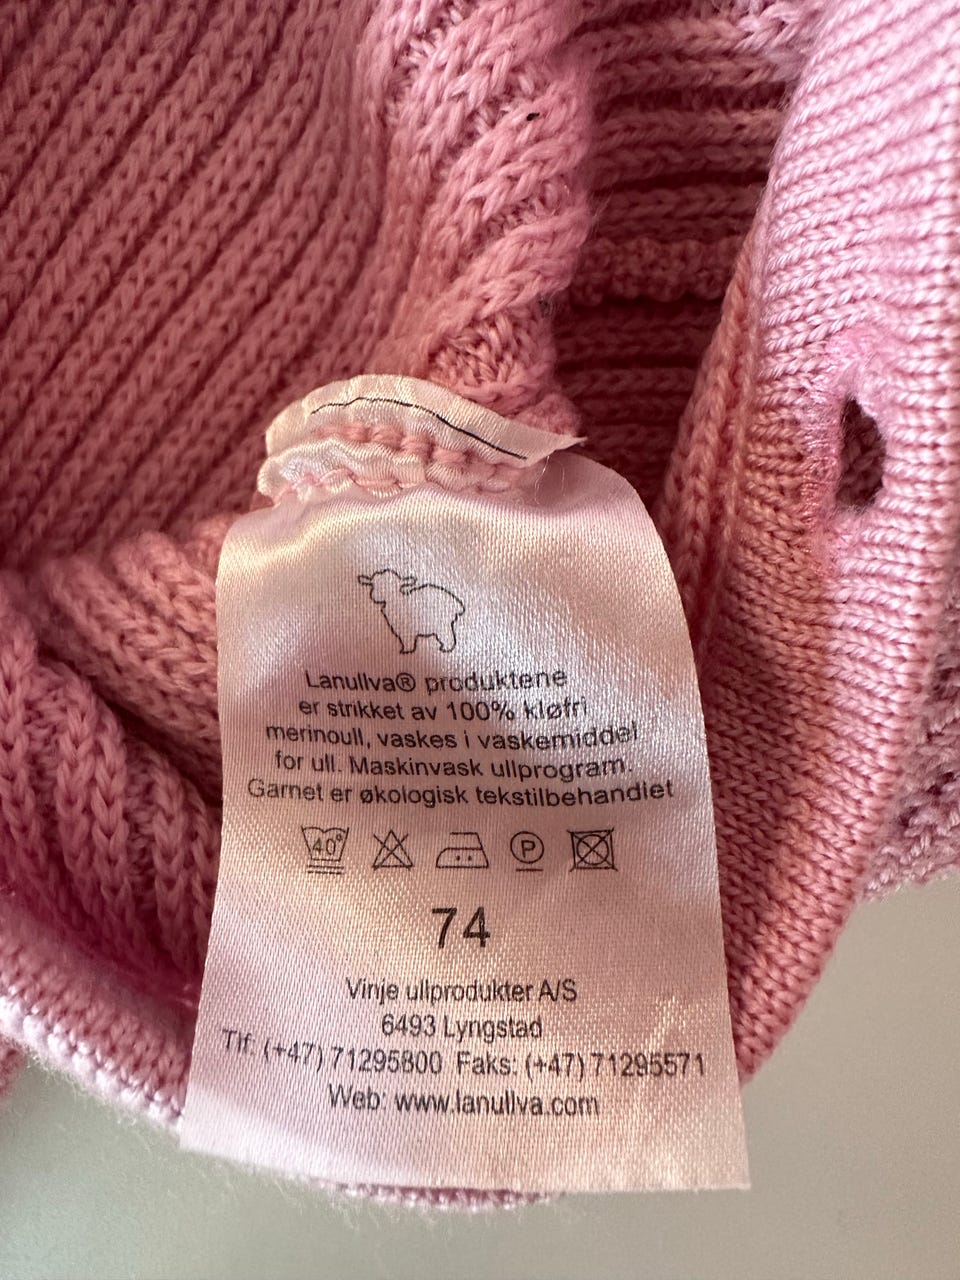 Lanullva® produktene
er strikket av 100% kløfri
merinoull, vaskes i vaskemiddel
for ull. Maskinvask ullprogram.
Garnet er økologisk tekstilbehandlet
40° P
74
Vinje ullprodukter A/S
6493 Lyngstad
Tlf: (+47) 71295800 Faks: (+47) 71295571
Web: www.lanullva.com